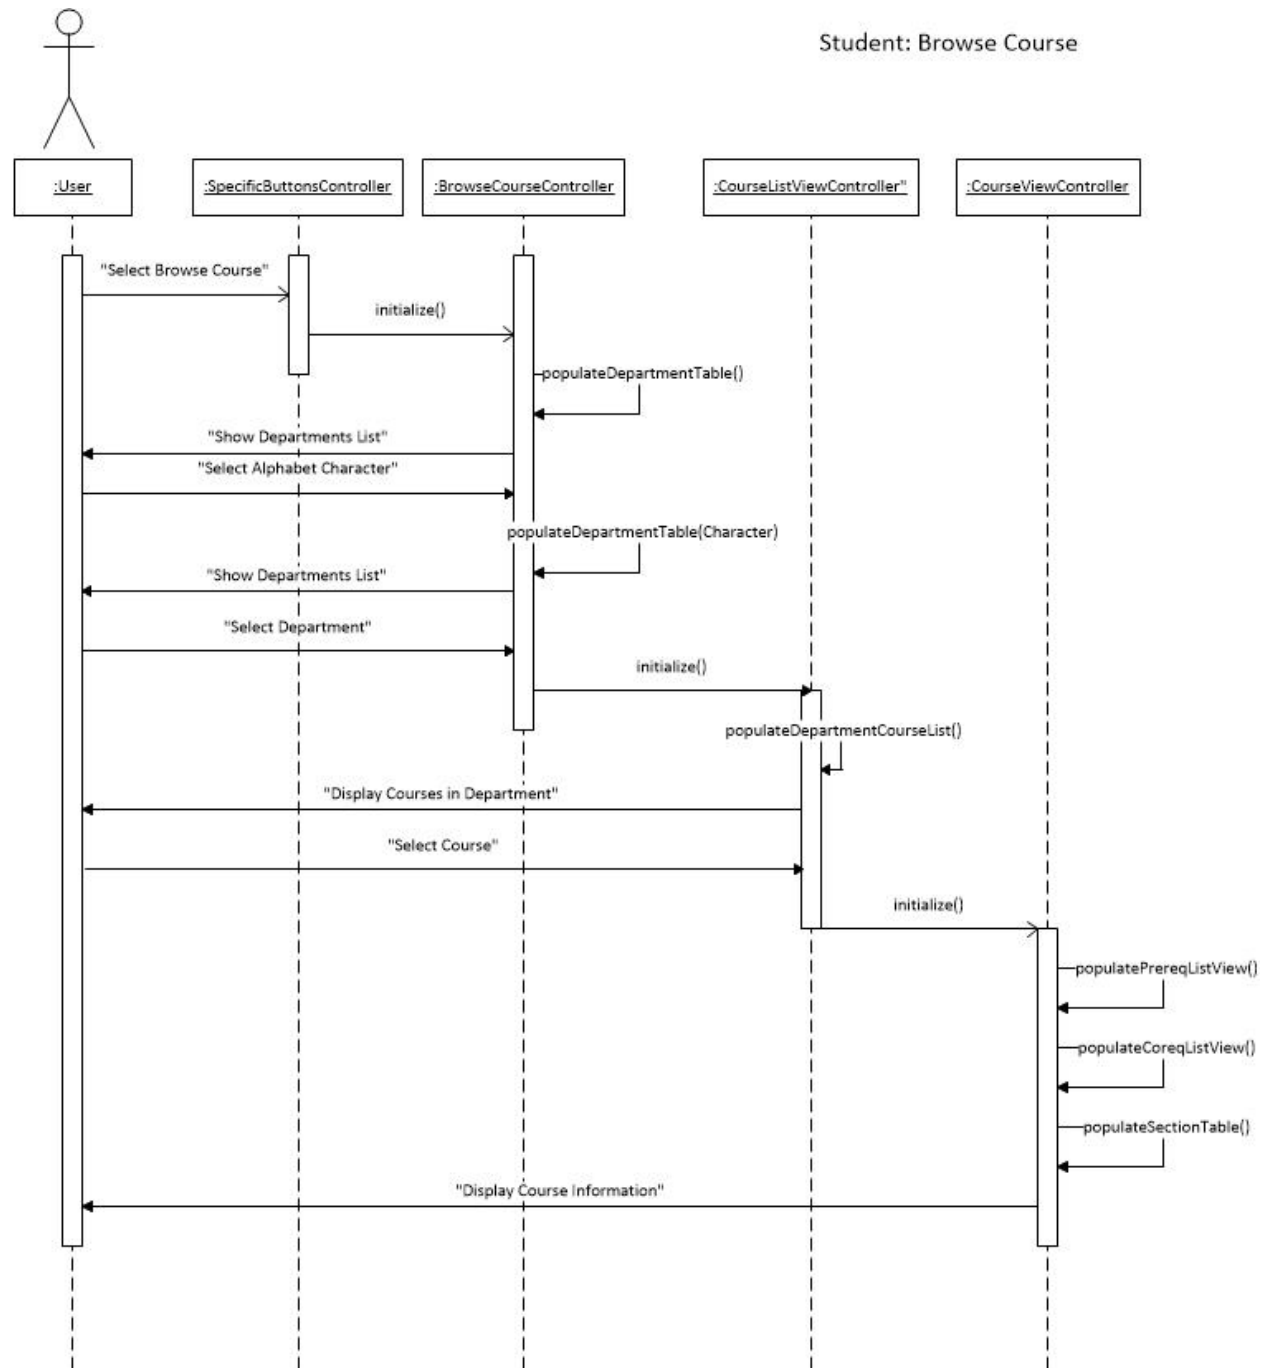 Student: Browse Course
:User
:SpecificButtonsController
:BrowseCourseController
:CourseListViewController"
:CourseViewController
"Select Browse Course"
initialize()
populateDepartmentTable()
"Show Departments List"
"Select Alphabet Character"
populateDepartmentTable(Character)
"Show Departments List"
"Select Department"
initialize()
populateDepartmentCourseList()
"Display Courses in Department"
"Select Course"
initialize()
populatePrereqListView()
populateCoreqListView()
populateSectionTable()
"Display Course Information"